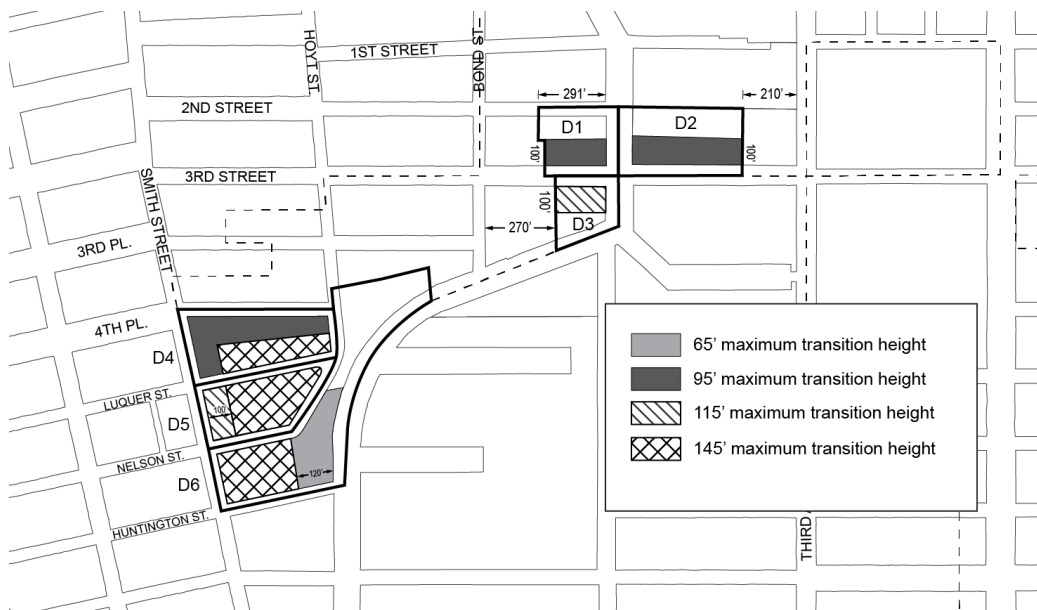 1ST STREET
HOYT ST.
BOND ST
2ND STREET
291'
210'
D1
D2
100'
100'
3RD STREET
SMITH STREET
100'
D3
270'
3RD PL.
4TH PL.
D4
LUQUER ST.
100'
D5
NELSON ST.
D6
120'
HUNTINGTON ST.
65' maximum transition height
95' maximum transition height
115' maximum transition height
145' maximum transition height
THIRD